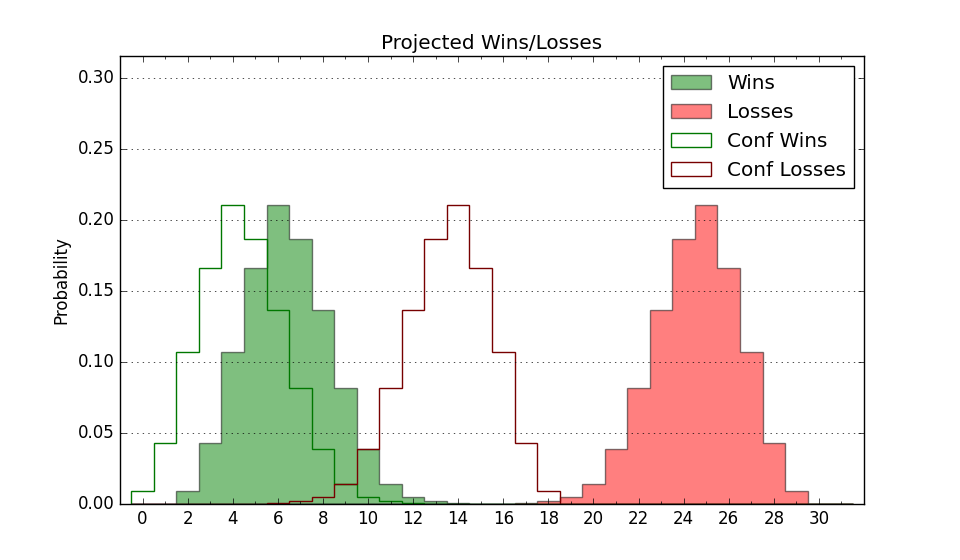 Projected Wins/Losses
0.30
0.25
0.20
0.15
0.10
0.05
0.00
Probability
Wins
Losses
Conf Wins
Conf Losses
0 2 4 6 8 10 12 14 16 18 20 22 24 26 28 30